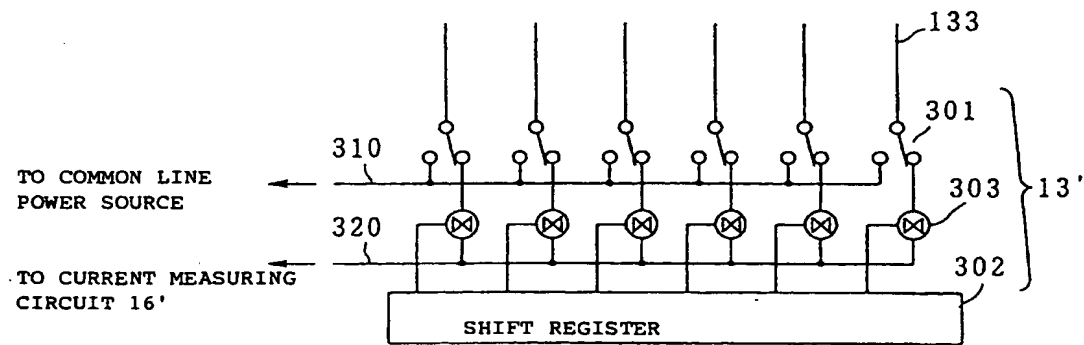 133
301
310
TO COMMON LINE
POWER SOURCE
303
13'
320
TO CURRENT MEASURING
CIRCUIT 16'
302
SHIFT REGISTER